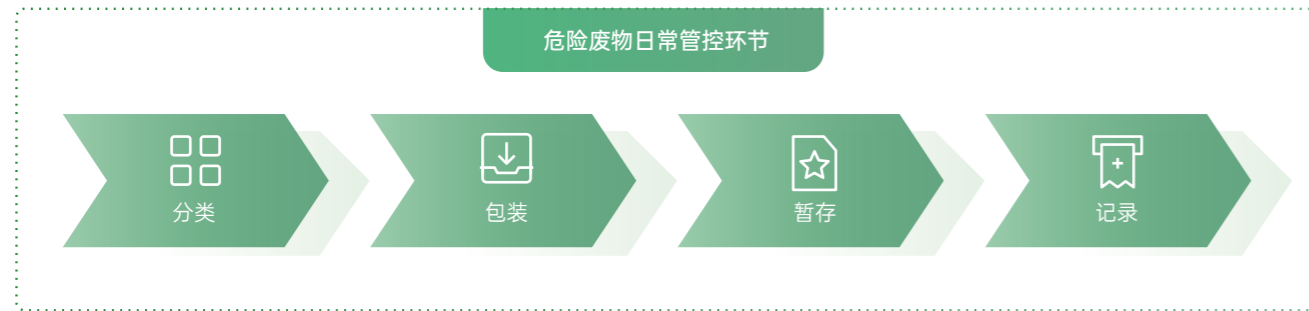 危险废物日常管控环节
分类
包装
暂存
记录